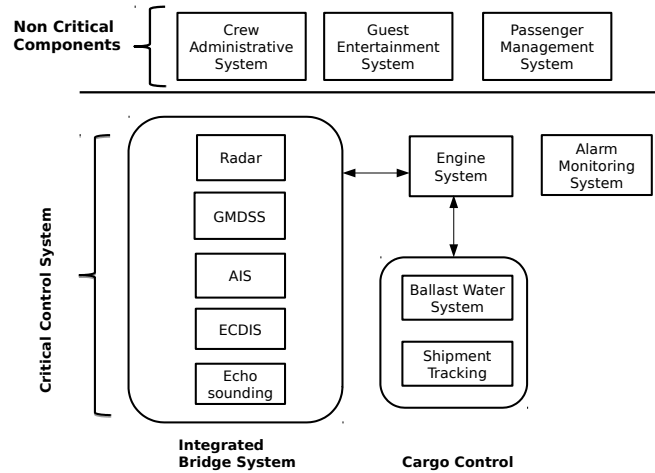 Non Critical
Components
Crew
Administrative
System
Guest
Entertainment
System
Passenger
Management
System
Critical Control System
Radar
GMDSS
AIS
ECDIS
Echo
sounding
Integrated
Bridge System
Engine
System
Alarm
Monitoring
System
Ballast Water
System
Shipment
Tracking
Cargo Control